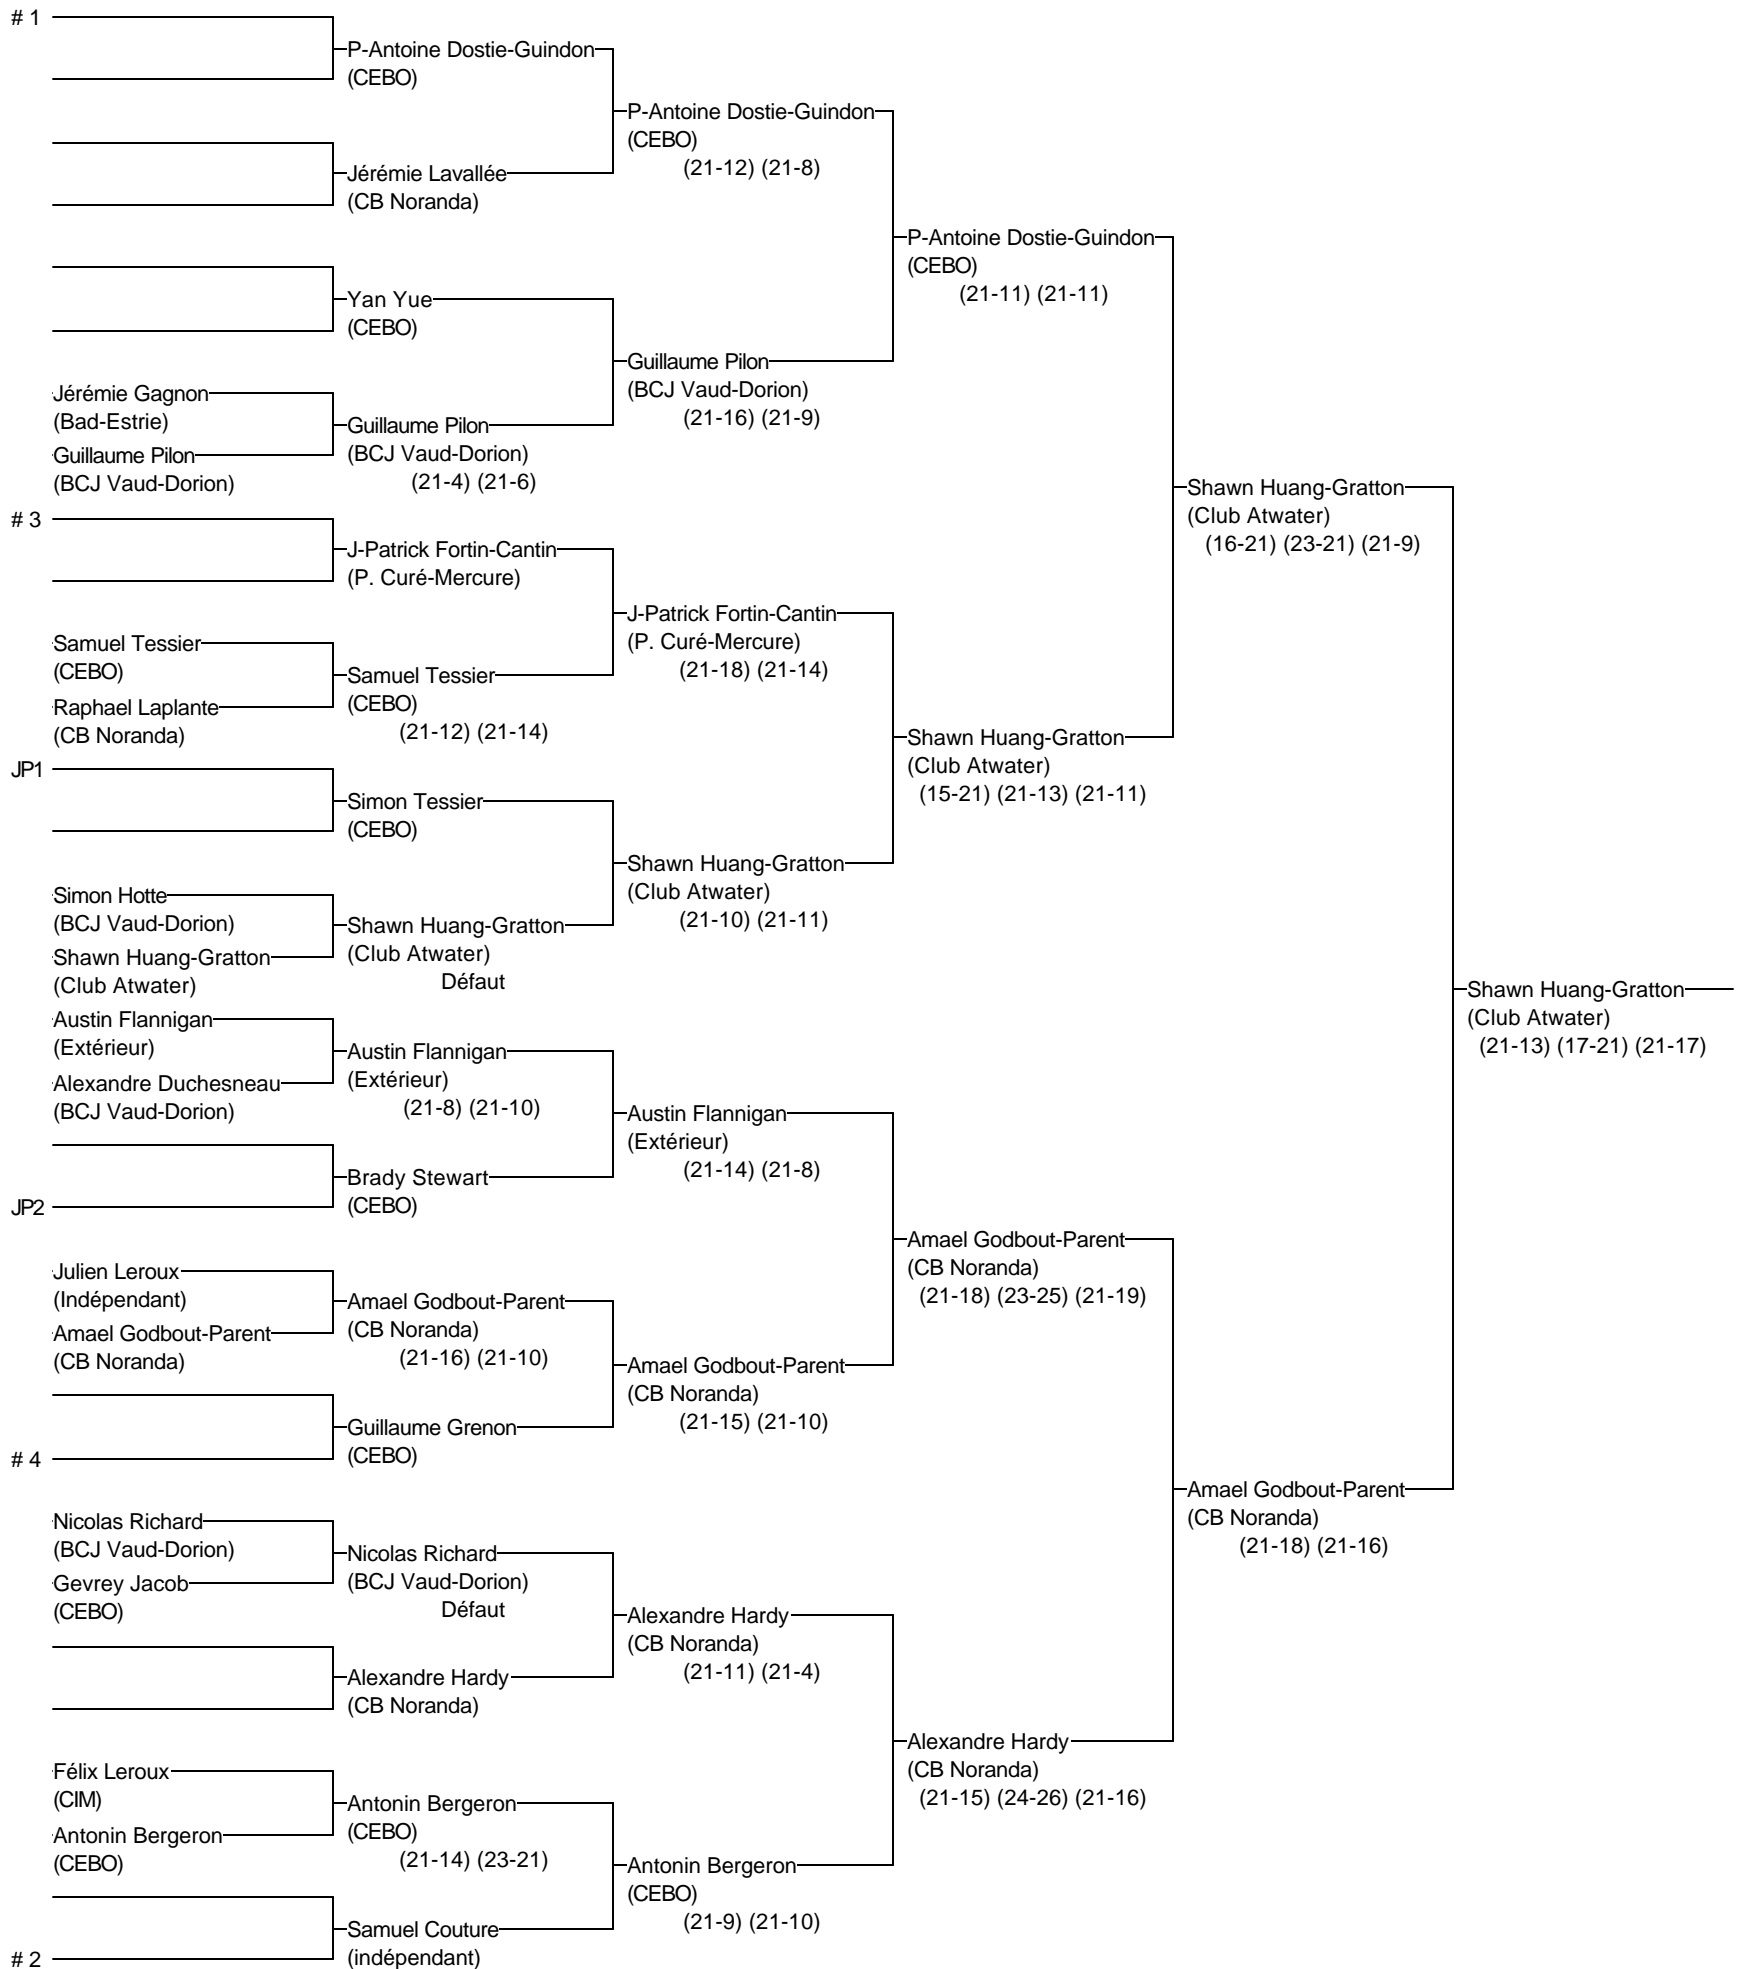 # 1
P-Antoine Dostie-Guindon
(CEBO)
P-Antoine Dostie-Guindon
(CEBO)
(21-12) (21-8)
Jérémie Lavallée
(CB Noranda)
P-Antoine Dostie-Guindon
(CEBO)
(21-11) (21-11)
Yan Yue
(CEBO)
Guillaume Pilon
(BCJ Vaud-Dorion)
(21-16) (21-9)
Jérémie Gagnon
(Bad-Estrie)
Guillaume Pilon
(BCJ Vaud-Dorion)
Guillaume Pilon
(BCJ Vaud-Dorion)
(21-4) (21-6)
Shawn Huang-Gratton
(Club Atwater)
(16-21) (23-21) (21-9)
# 3
J-Patrick Fortin-Cantin
(P. Curé-Mercure)
J-Patrick Fortin-Cantin
(P. Curé-Mercure)
(21-18) (21-14)
Samuel Tessier
(CEBO)
Raphael Laplante
(CB Noranda)
Samuel Tessier
(CEBO)
(21-12) (21-14)
Shawn Huang-Gratton
(Club Atwater)
(15-21) (21-13) (21-11)
JP1
Simon Tessier
(CEBO)
Shawn Huang-Gratton
(Club Atwater)
(21-10) (21-11)
Simon Hotte
(BCJ Vaud-Dorion)
Shawn Huang-Gratton
(Club Atwater)
Shawn Huang-Gratton
(Club Atwater)
Défaut
Shawn Huang-Gratton
(Club Atwater)
(21-13) (17-21) (21-17)
Austin Flannigan
(Extérieur)
Alexandre Duchesneau
(BCJ Vaud-Dorion)
Austin Flannigan
(Extérieur)
(21-8) (21-10)
Austin Flannigan
(Extérieur)
(21-14) (21-8)
Brady Stewart
(CEBO)
JP2
Amael Godbout-Parent
(CB Noranda)
(21-18) (23-25) (21-19)
Julien Leroux
(Indépendant)
Amael Godbout-Parent
(CB Noranda)
Amael Godbout-Parent
(CB Noranda)
(21-16) (21-10)
Amael Godbout-Parent
(CB Noranda)
(21-15) (21-10)
Guillaume Grenon
(CEBO)
# 4
Amael Godbout-Parent
(CB Noranda)
(21-18) (21-16)
Nicolas Richard
(BCJ Vaud-Dorion)
Gevrey Jacob
(CEBO)
Nicolas Richard
(BCJ Vaud-Dorion)
Défaut
Alexandre Hardy
(CB Noranda)
(21-11) (21-4)
Alexandre Hardy
(CB Noranda)
Alexandre Hardy
(CB Noranda)
(21-15) (24-26) (21-16)
Félix Leroux
(CIM)
Antonin Bergeron
(CEBO)
Antonin Bergeron
(CEBO)
(21-14) (23-21)
Antonin Bergeron
(CEBO)
(21-9) (21-10)
Samuel Couture
(indépendant)
# 2